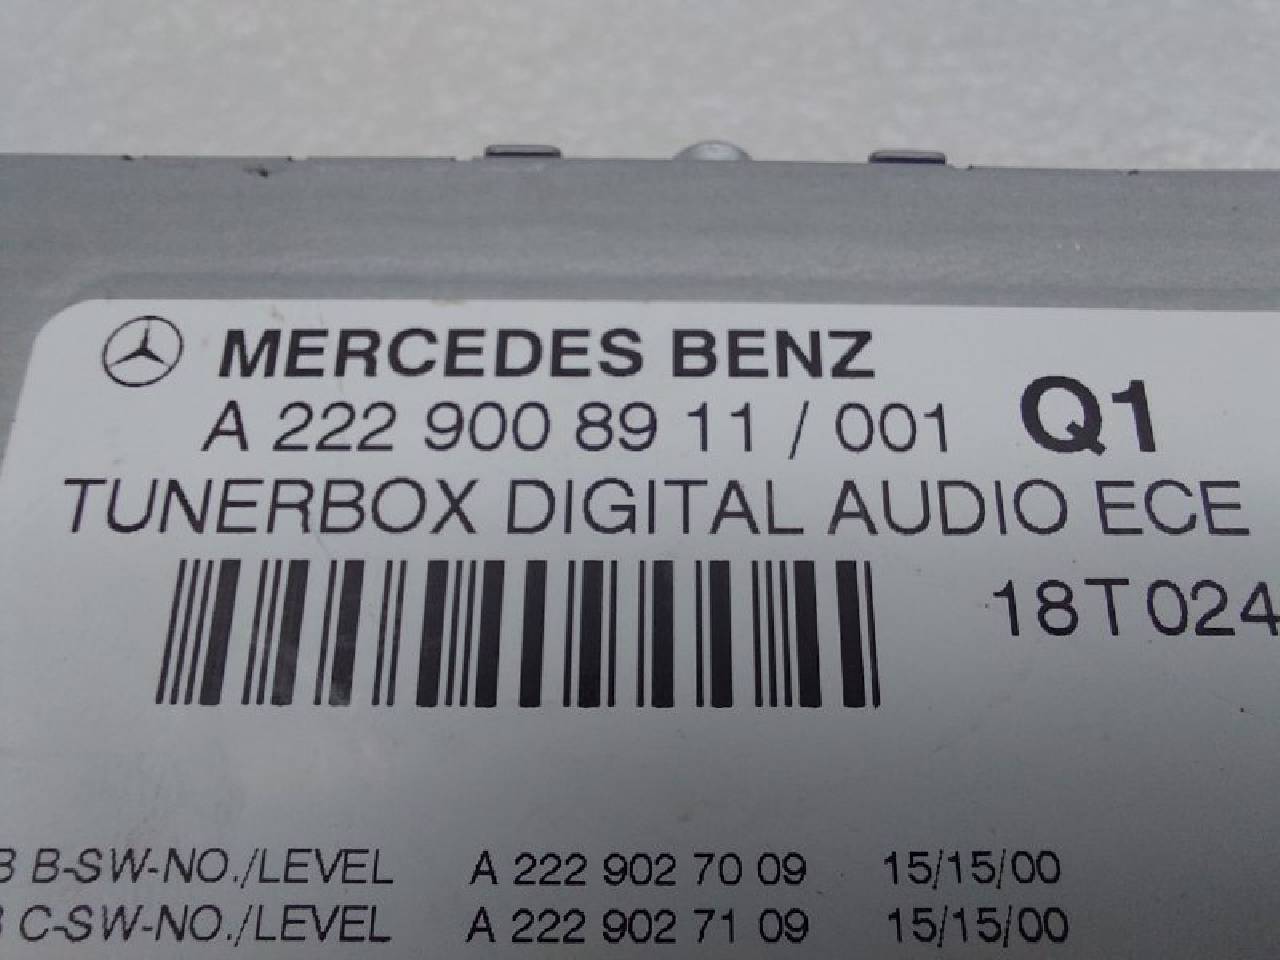 MERCEDES BENZ
A 222 900 89 11 / 001 Q1
TUNERBOX DIGITAL AUDIO ECE
18T024
B B-SW-NO./LEVEL A 222 902 70 09 15/15/00
B C-SW-NO./LEVEL A 222 902 71 09 15/15/00